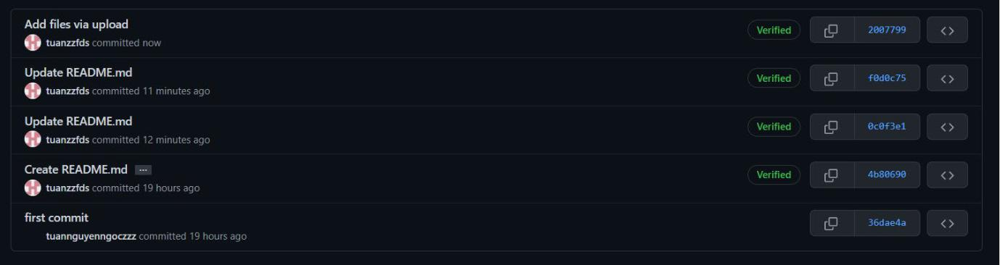 Add files via upload
Verified 2007799
tuanzzfds committed now
Update README.md
Verified f0d0c75
tuanzzfds committed 11 minutes ago
Update README.md
Verified 0c0f3e1
tuanzzfds committed 12 minutes ago
Create README.md ...
Verified 4b80690
tuanzzfds committed 19 hours ago
first commit
36dae4a
tuannguyenngoczzz committed 19 hours ago